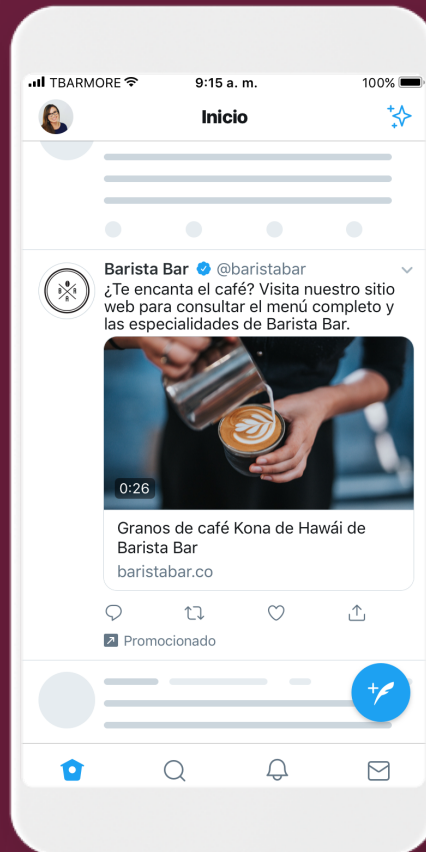 TBARMORE 9:15 a. m. 100%
Inicio
Barista Bar @baristabar
¿Te encanta el café? Visita nuestro sitio
web para consultar el menú completo y
las especialidades de Barista Bar.
B R
A
0:26
Granos de café Kona de Hawái de
Barista Bar
baristabar.co
Promocionado